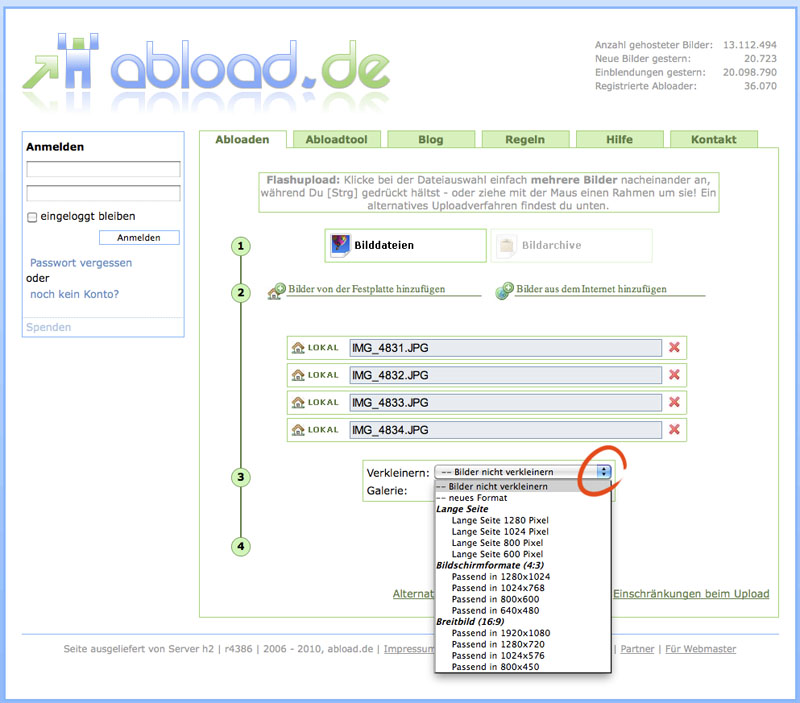 abload.de
Anzahl gehosteter Bilder: 13.112.494
Neue Bilder gestern: 20.723
Einblendungen gestern: 20.098.790
Registrierte Abloader: 36.070
Anmelden
eingeloggt bleiben
Anmelden
Passwort vergessen
oder
noch kein Konto?
Spenden
Abloaden Abloadtool Blog Regeln Hilfe Kontakt
Flashupload: Klicke bei der Dateiauswahl einfach mehrere Bilder nacheinander an,
während Du [Strg] gedrückt hältst - oder ziehe mit der Maus einen Rahmen um sie! Ein
alternatives Uploadverfahren findest du unten.
1 Bilddateien Bildarchive
2 Bilder von der Festplatte hinzufügen Bilder aus dem Internet hinzufügen
LOKAL IMG_4831.JPG
LOKAL IMG_4832.JPG
LOKAL IMG_4833.JPG
LOKAL IMG_4834.JPG
3 Verkleinern: -- Bilder nicht verkleinern
Galerie:
-- Bilder nicht verkleinern
-- neues Format
Lange Seite
Lange Seite 1280 Pixel
Lange Seite 1024 Pixel
Lange Seite 800 Pixel
Lange Seite 600 Pixel
Bildschirmformate (4:3)
Passend in 1280x1024
Passend in 1024x768
Passend in 800x600
Passend in 640x480
Breitbild (16:9)
Passend in 1920x1080
Passend in 1280x720
Passend in 1024x576
Passend in 800x450
4
Alternat Einschränkungen beim Upload
Seite ausgeliefert von Server h2 | r4386 | 2006 - 2010, abload.de | Impressum | Partner | Für Webmaster